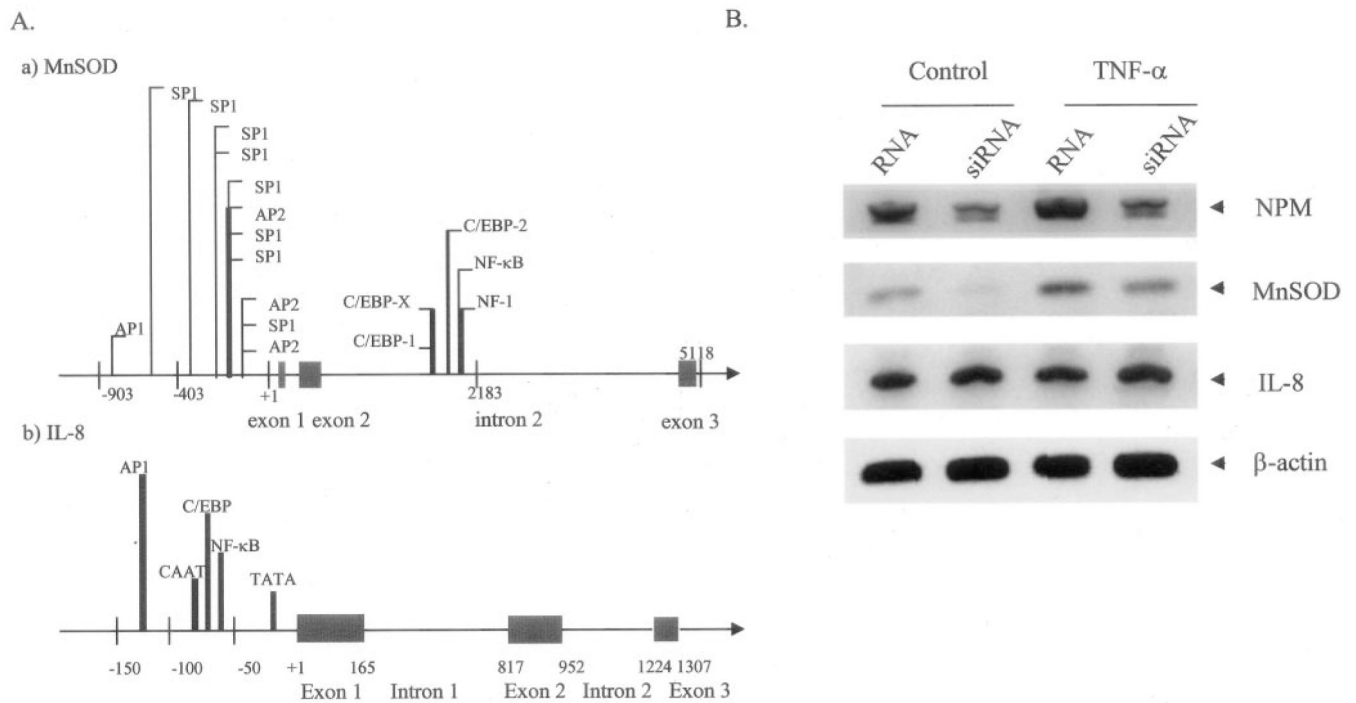 A.
a) MnSOD
SP1
SP1
SP1
SP1
SP1
AP2
SP1
SP1
AP2
SP1
AP2
AP1
C/EBP-2
NF-κB
C/EBP-X
NF-1
C/EBP-1
5118
-903
-403
+1
2183
exon 1 exon 2
intron 2
exon 3
b) IL-8
AP1
C/EBP
NF-κB
CAAT
TATA
-150
-100
-50
+1
165
817
952
1224
1307
Exon 1
Intron 1
Exon 2
Intron 2
Exon 3
B.
Control
TNF-α
RNA
siRNA
RNA
siRNA
NPM
MnSOD
IL-8
β-actin